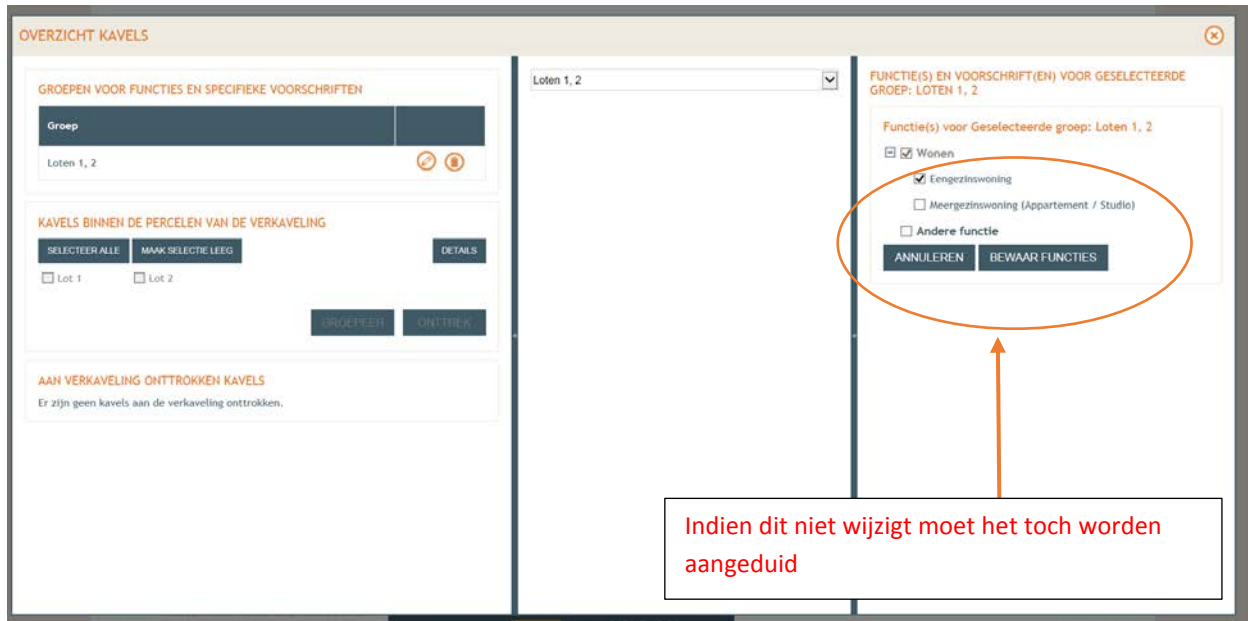 OVERZICHT KAVELS
GROEPEN VOOR FUNCTIES EN SPECIFIEKE VOORSCHRIFTEN
Groep
Loten 1, 2
KAVELS BINNEN DE PERCELEN VAN DE VERKAVELING
SELECTEER ALLE MAAK SELECTIE LEEG DETAILS
Lot 1 Lot 2
GROEPEER ONTTREK
AAN VERKAVELING ONTTROKKEN KAVELS
Er zijn geen kavels aan de verkaveling onttrokken.
Loten 1, 2
FUNCTIE(S) EN VOORSCHRIFT(EN) VOOR GESELECTEERDE
GROEP: LOTEN 1, 2
Functie(s) voor Geselecteerde groep: Loten 1, 2
Wonen
Eengezinswoning
Meergezinswoning (Appartement / Studio)
Andere functie
ANNULEREN BEWAAR FUNCTIES
Indien dit niet wijzigt moet het toch worden
aangeduid